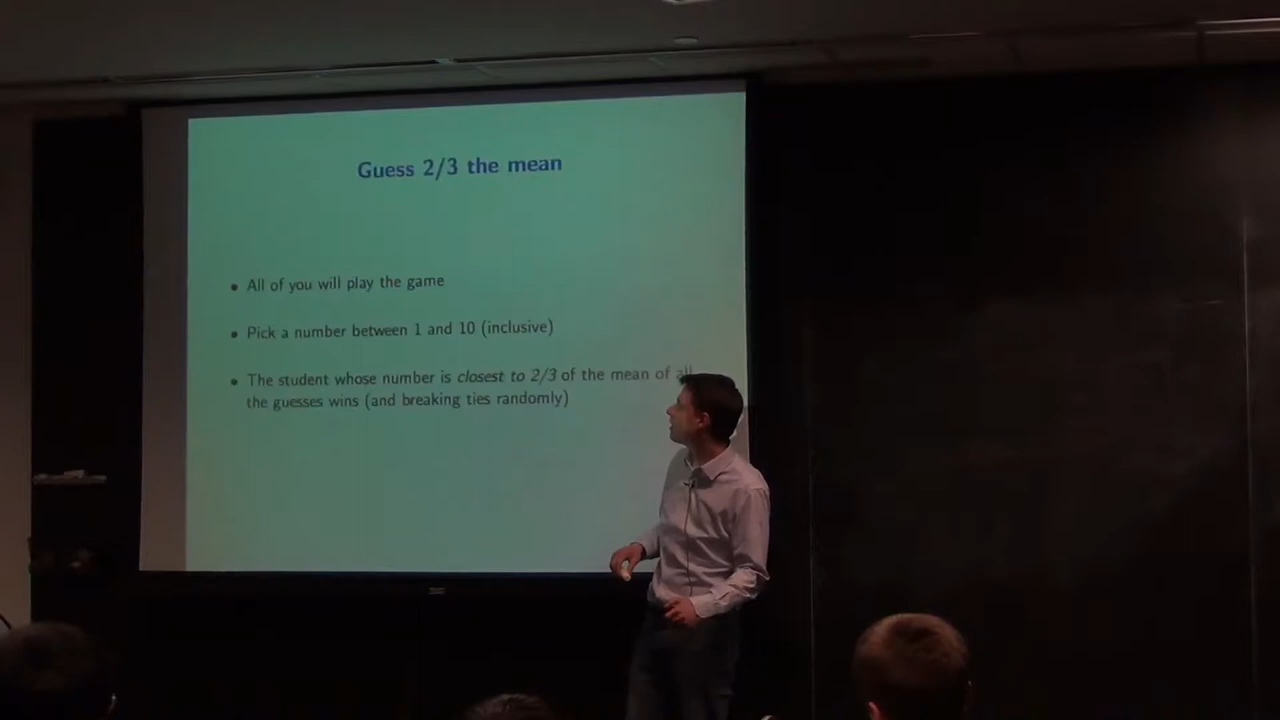 Guess 2/3 the mean
All of you will play the game
Pick a number between 1 and 10 (inclusive)
The student whose number is closest to 2/3 of the mean of all
the guesses wins (and breaking ties randomly)